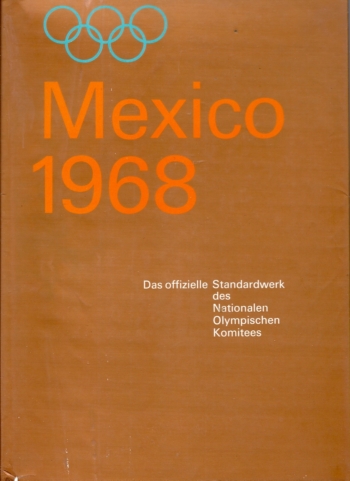 Mexico
1968
Das offizielle Standardwerk
des
Nationalen
Olympischen
Komitees